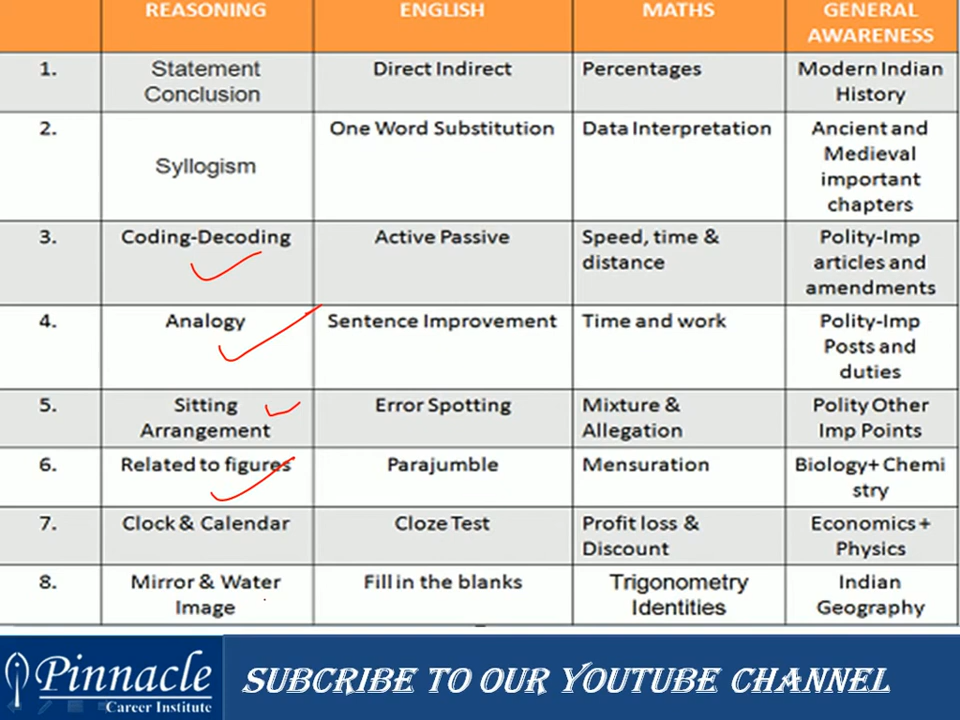 REASONING ENGLISH MATHS GENERAL AWARENESS
1. Statement Conclusion Direct Indirect Percentages Modern Indian History
2. Syllogism One Word Substitution Data Interpretation Ancient and Medieval important chapters
3. Coding-Decoding Active Passive Speed, time & distance Polity-Imp articles and amendments
4. Analogy Sentence Improvement Time and work Polity-Imp Posts and duties
5. Sitting Arrangement Error Spotting Mixture & Allegation Polity Other Imp Points
6. Related to figures Parajumble Mensuration Biology+ Chemi stry
7. Clock & Calendar Cloze Test Profit loss & Discount Economics + Physics
8. Mirror & Water Image Fill in the blanks Trigonometry Identities Indian Geography
Pinnacle
Career Institute
SUBCRIBE TO OUR YOUTUBE CHANNEL